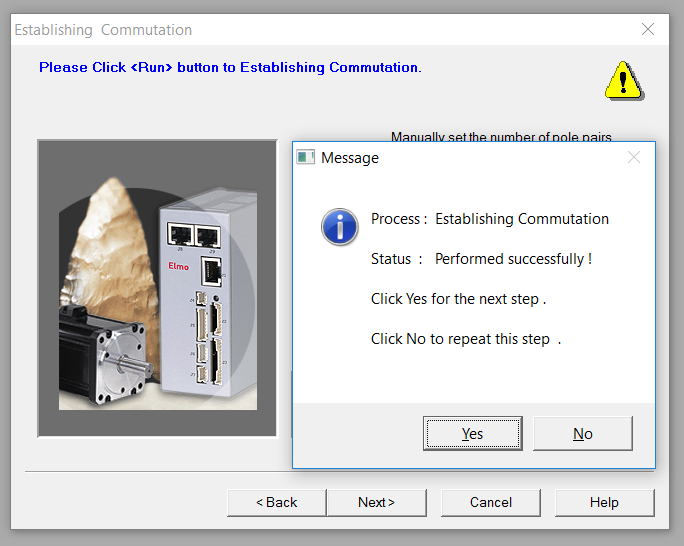 Establishing Commutation
Please Click <Run> button to Establishing Commutation.
Manually set the number of pole pairs
Message
Process : Establishing Commutation
Status : Performed successfully !
Click Yes for the next step .
Click No to repeat this step .
Yes
No
Elmo
< Back
Next >
Cancel
Help